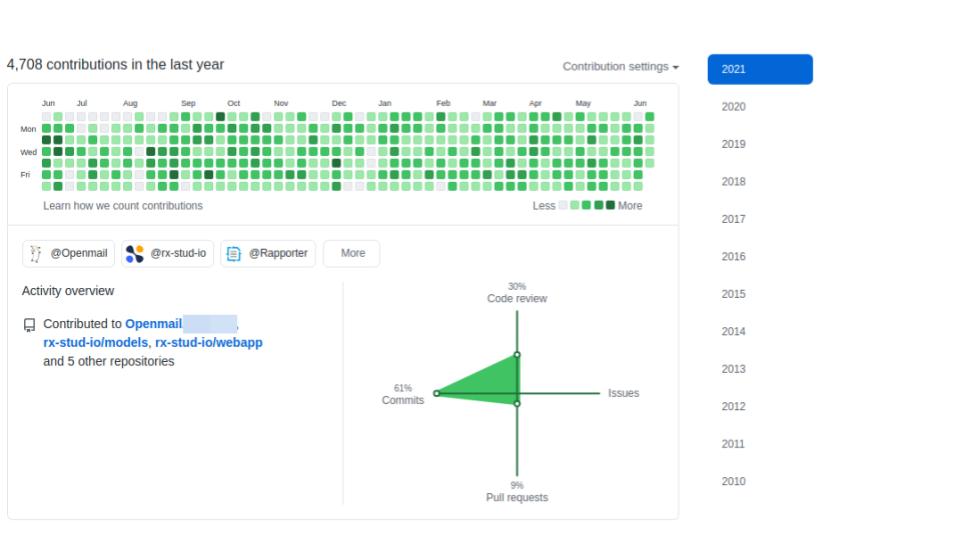 4,708 contributions in the last year
Contribution settings
Jun Jul Aug Sep Oct Nov Dec Jan Feb Mar Apr May Jun
Mon
Wed
Fri
Learn how we count contributions
Less More
@Openmail @rx-stud-io @Rapporter More
Activity overview
Contributed to Openmail ,
rx-stud-io/models, rx-stud-io/webapp
and 5 other repositories
30%
Code review
61%
Commits
Issues
9%
Pull requests
2021
2020
2019
2018
2017
2016
2015
2014
2013
2012
2011
2010